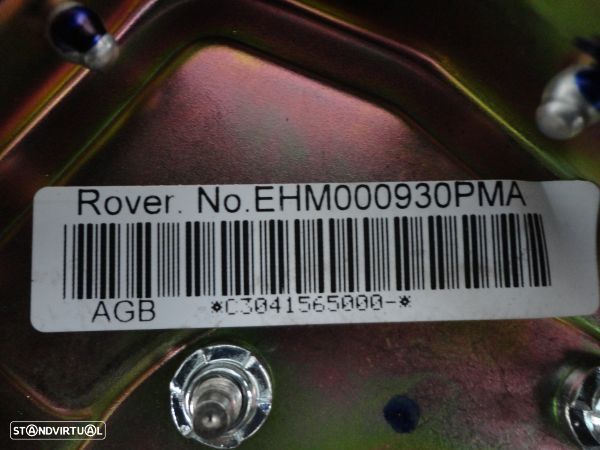 Rover. No.EHM000930PMA
AGB *C3041565000-*
STANDVIRTUAL